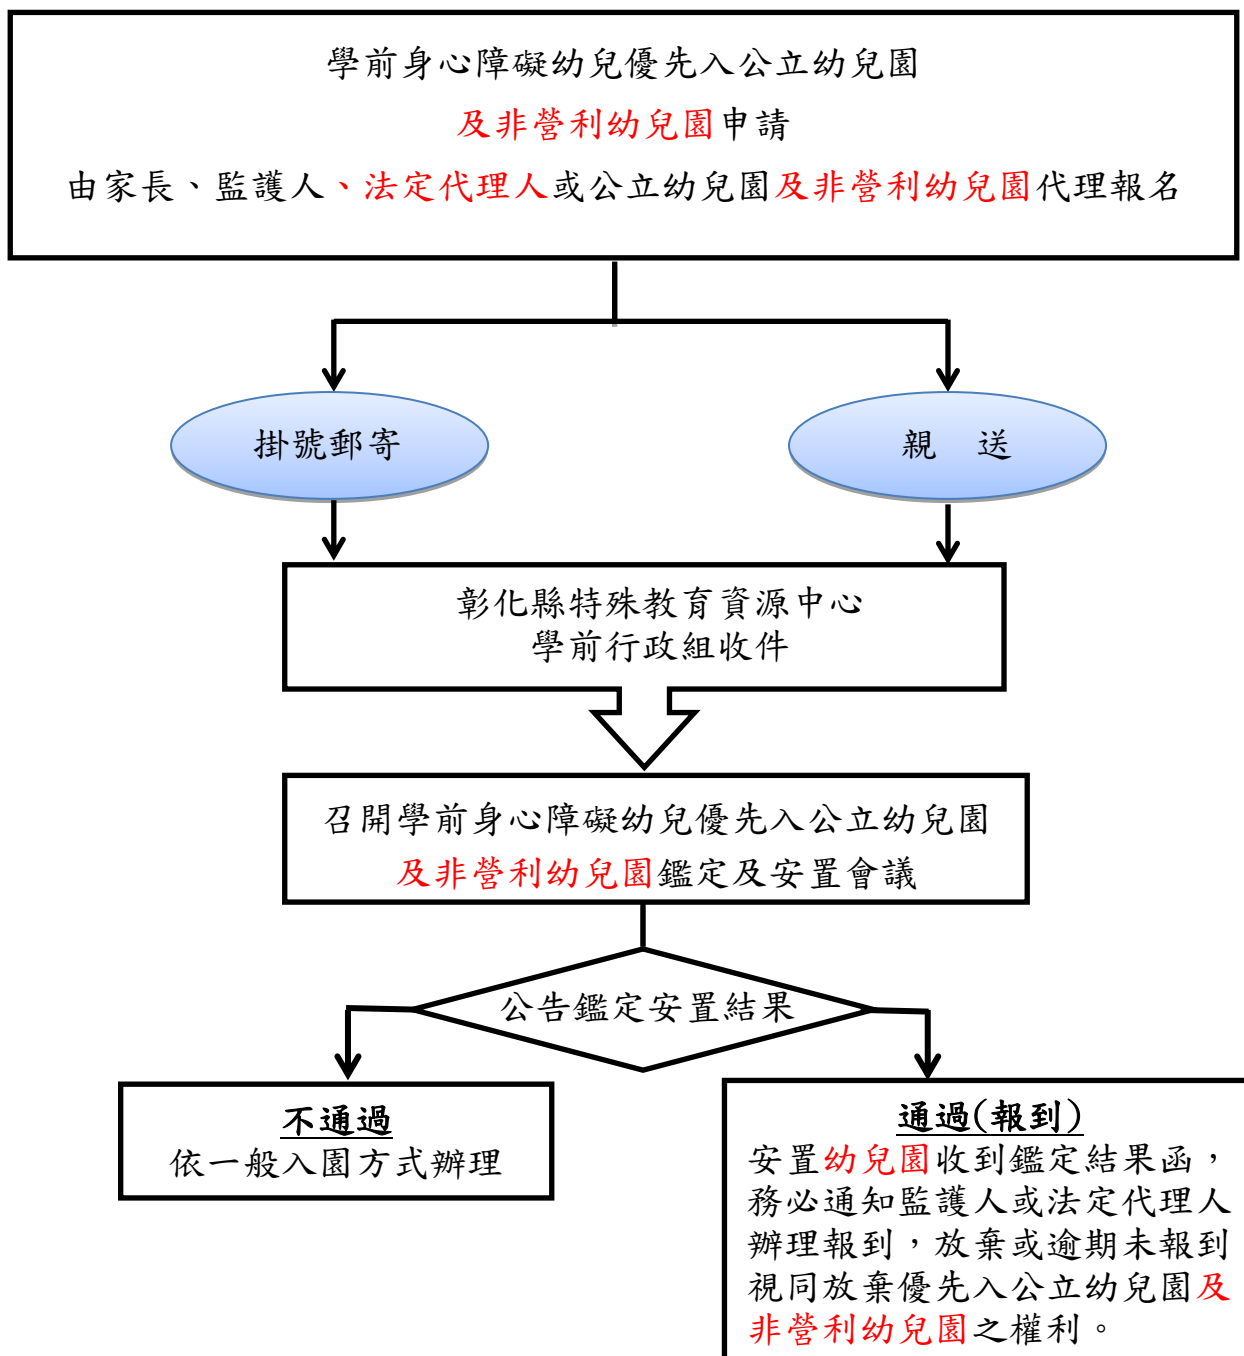 學前身心障礙幼兒優先入公立幼兒園
及非營利幼兒園申請
由家長、監護人、法定代理人或公立幼兒園及非營利幼兒園代理報名
掛號郵寄
親　送
彰化縣特殊教育資源中心
學前行政組收件
召開學前身心障礙幼兒優先入公立幼兒園
及非營利幼兒園鑑定及安置會議
公告鑑定安置結果
不通過
依一般入園方式辦理
通過(報到)
安置幼兒園收到鑑定結果函，
務必通知監護人或法定代理人
辦理報到，放棄或逾期未報到
視同放棄優先入公立幼兒園及
非營利幼兒園之權利。